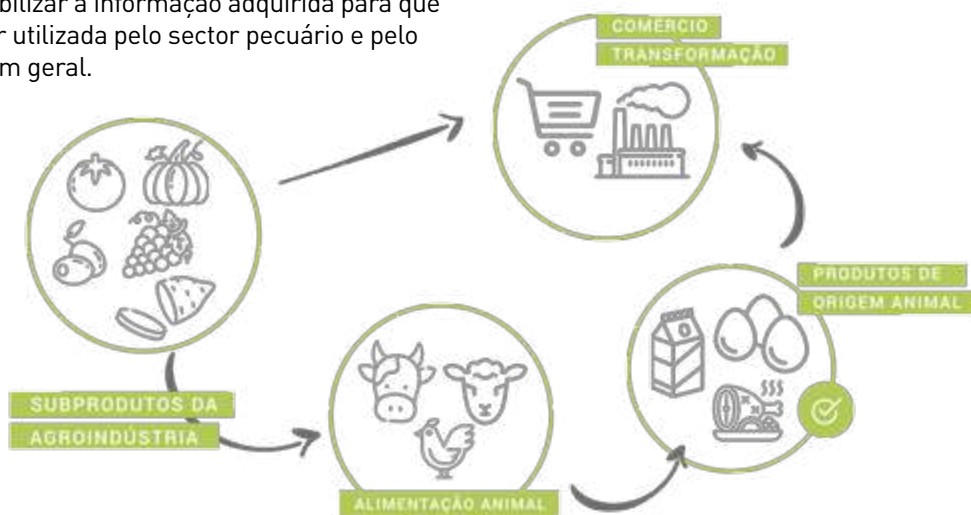 bilizar a informação adquirida para que
r utilizada pelo sector pecuário e pelo
m geral.
COMÉRCIO
TRANSFORMAÇÃO
PRODUTOS DE
ORIGEM ANIMAL
SUBPRODUTOS DA
AGROINDÚSTRIA
ALIMENTAÇÃO ANIMAL